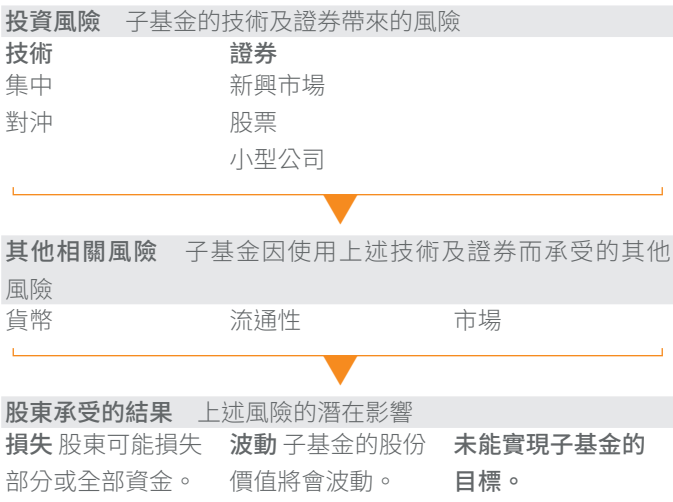 投資風險 子基金的技術及證券帶來的風險
技術 證券
集中 新興市場
對沖 股票
小型公司
其他相關風險 子基金因使用上述技術及證券而承受的其他
風險
貨幣 流通性 市場
股東承受的結果 上述風險的潛在影響
損失 股東可能損失 波動 子基金的股份 未能實現子基金的
部分或全部資金。 價值將會波動。 目標。